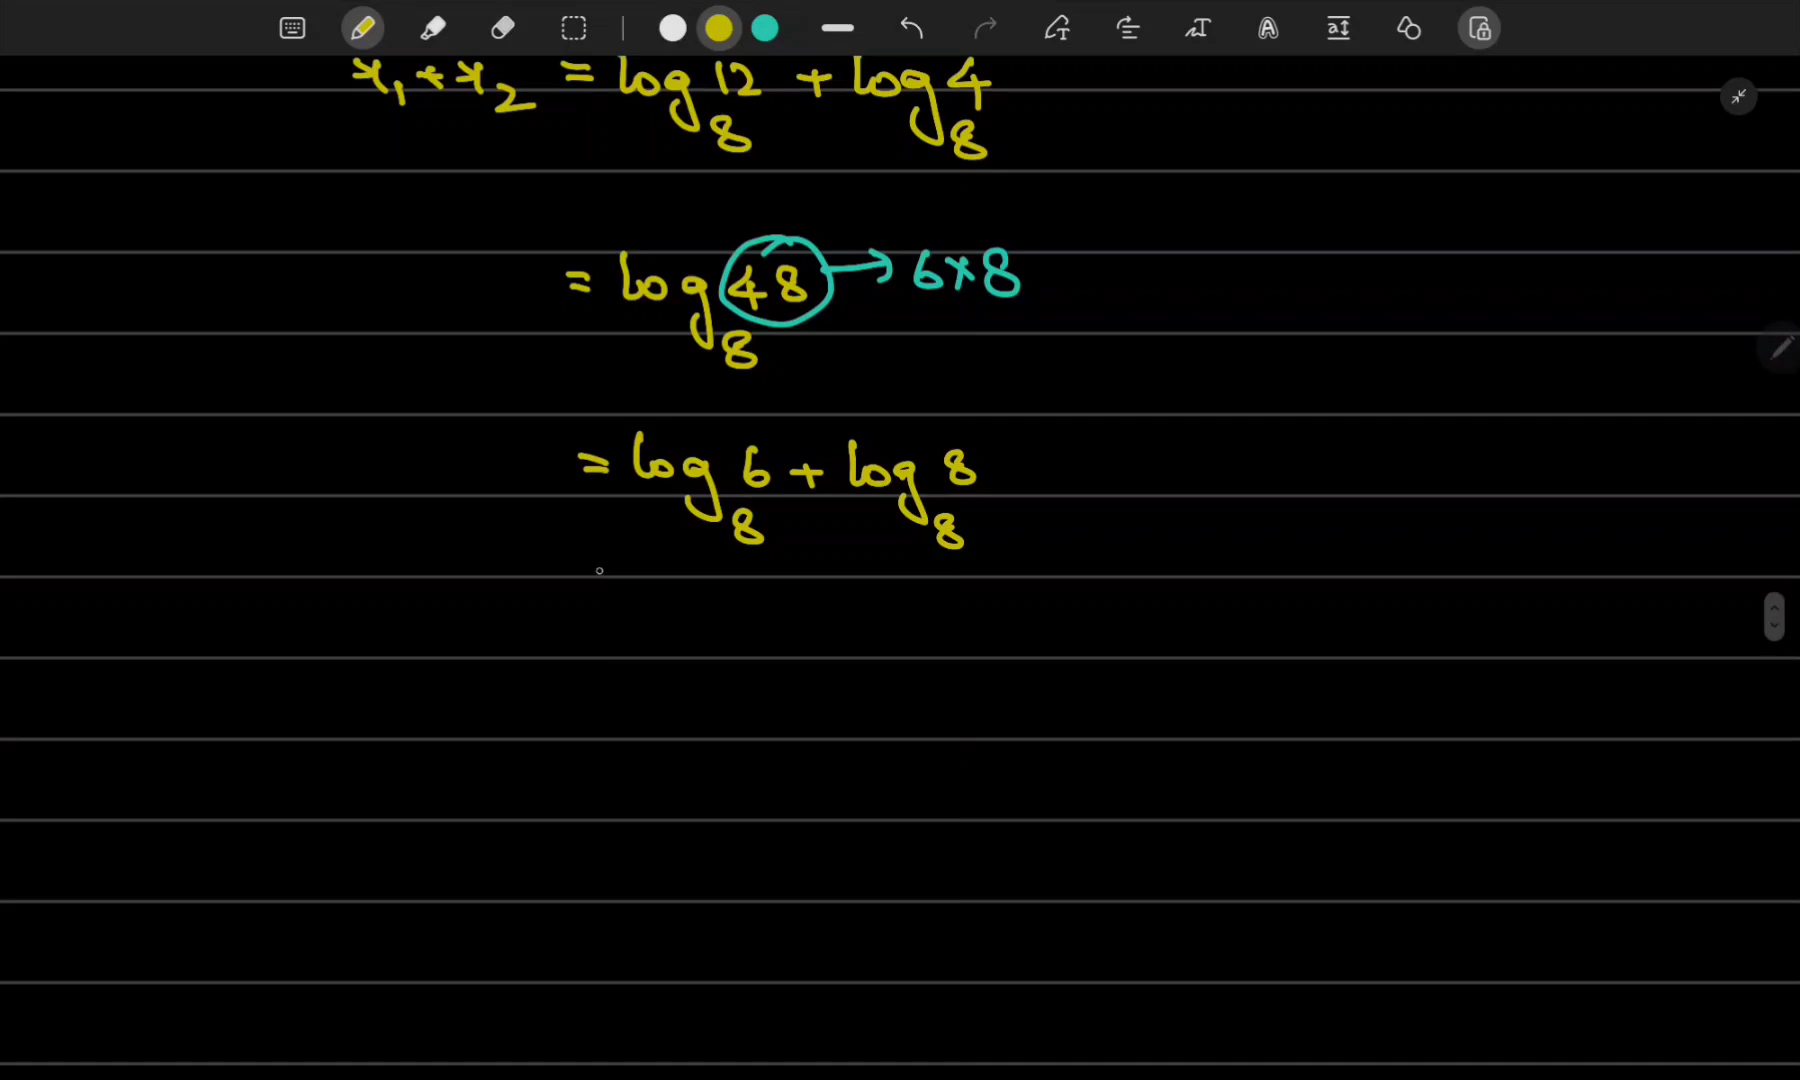 x₁ + x₂ = log₈ 12 + log₈ 4
= log₈ 48 → 6*8
= log₈ 6 + log₈ 8